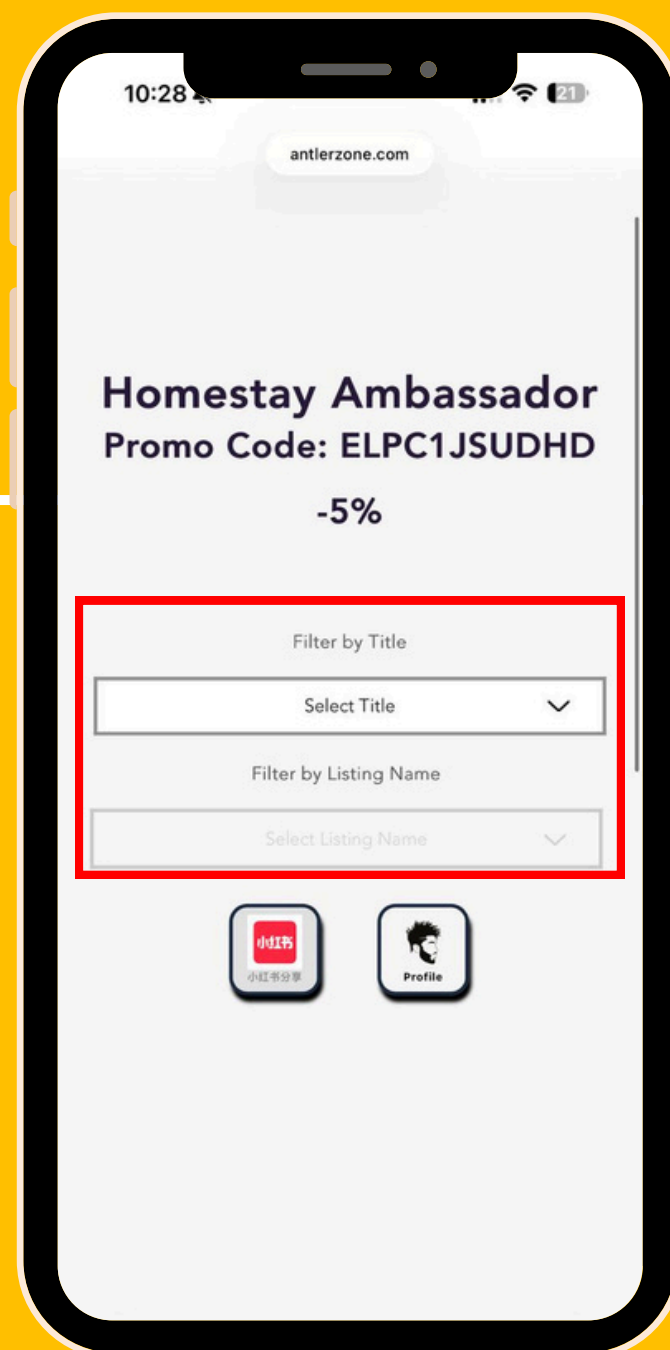 10:28
21
antlerzone.com
Homestay Ambassador
Promo Code: ELPC1JSUDHD
-5%
Filter by Title
Select Title
Filter by Listing Name
Select Listing Name
小红书
小红书分享
Profile